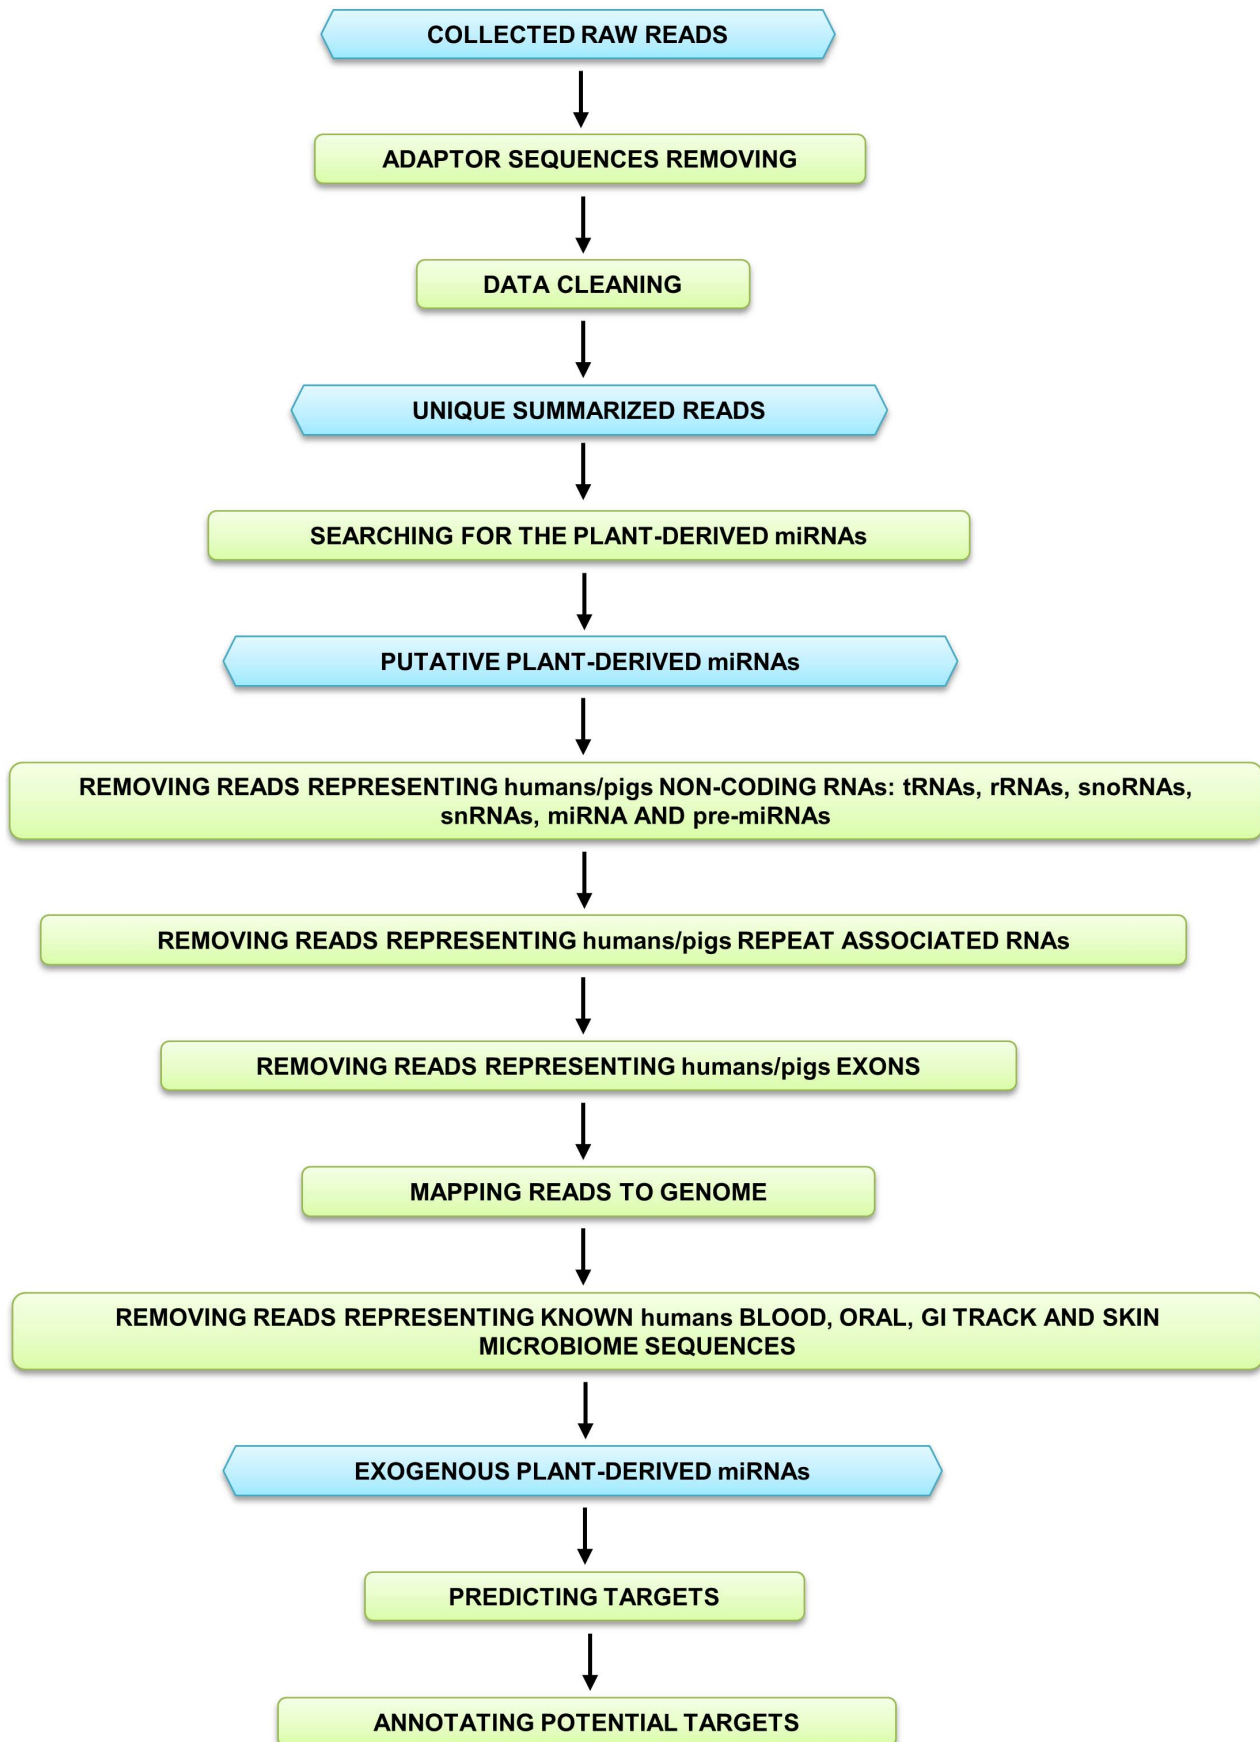 COLLECTED RAW READS
ADAPTOR SEQUENCES REMOVING
DATA CLEANING
UNIQUE SUMMARIZED READS
SEARCHING FOR THE PLANT-DERIVED miRNAs
PUTATIVE PLANT-DERIVED miRNAs
REMOVING READS REPRESENTING humans/pigs NON-CODING RNAs: tRNAs, rRNAs, snoRNAs,
snRNAs, miRNA AND pre-miRNAs
REMOVING READS REPRESENTING humans/pigs REPEAT ASSOCIATED RNAs
REMOVING READS REPRESENTING humans/pigs EXONS
MAPPING READS TO GENOME
REMOVING READS REPRESENTING KNOWN humans BLOOD, ORAL, GI TRACK AND SKIN
MICROBIOME SEQUENCES
EXOGENOUS PLANT-DERIVED miRNAs
PREDICTING TARGETS
ANNOTATING POTENTIAL TARGETS